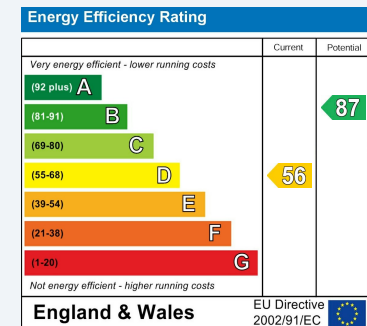 Energy Efficiency Rating
Current Potential
Very energy efficient - lower running costs
(92 plus) A
(81-91) B
87
(69-80) C
(55-68) D
56
(39-54) E
(21-38) F
(1-20) G
Not energy efficient - higher running costs
England & Wales
EU Directive
2002/91/EC